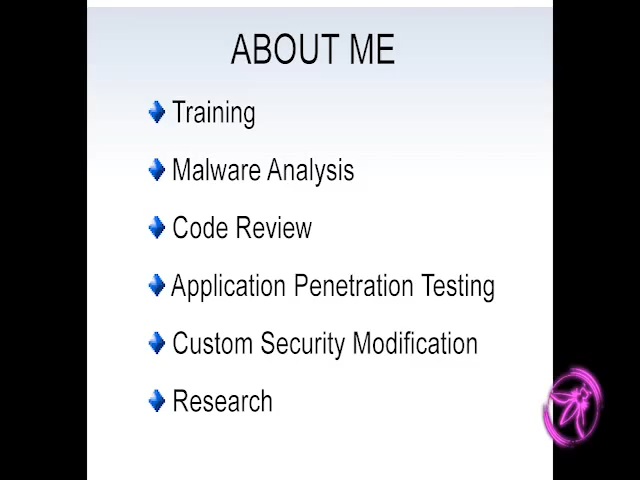 ABOUT ME
Training
Malware Analysis
Code Review
Application Penetration Testing
Custom Security Modification
Research